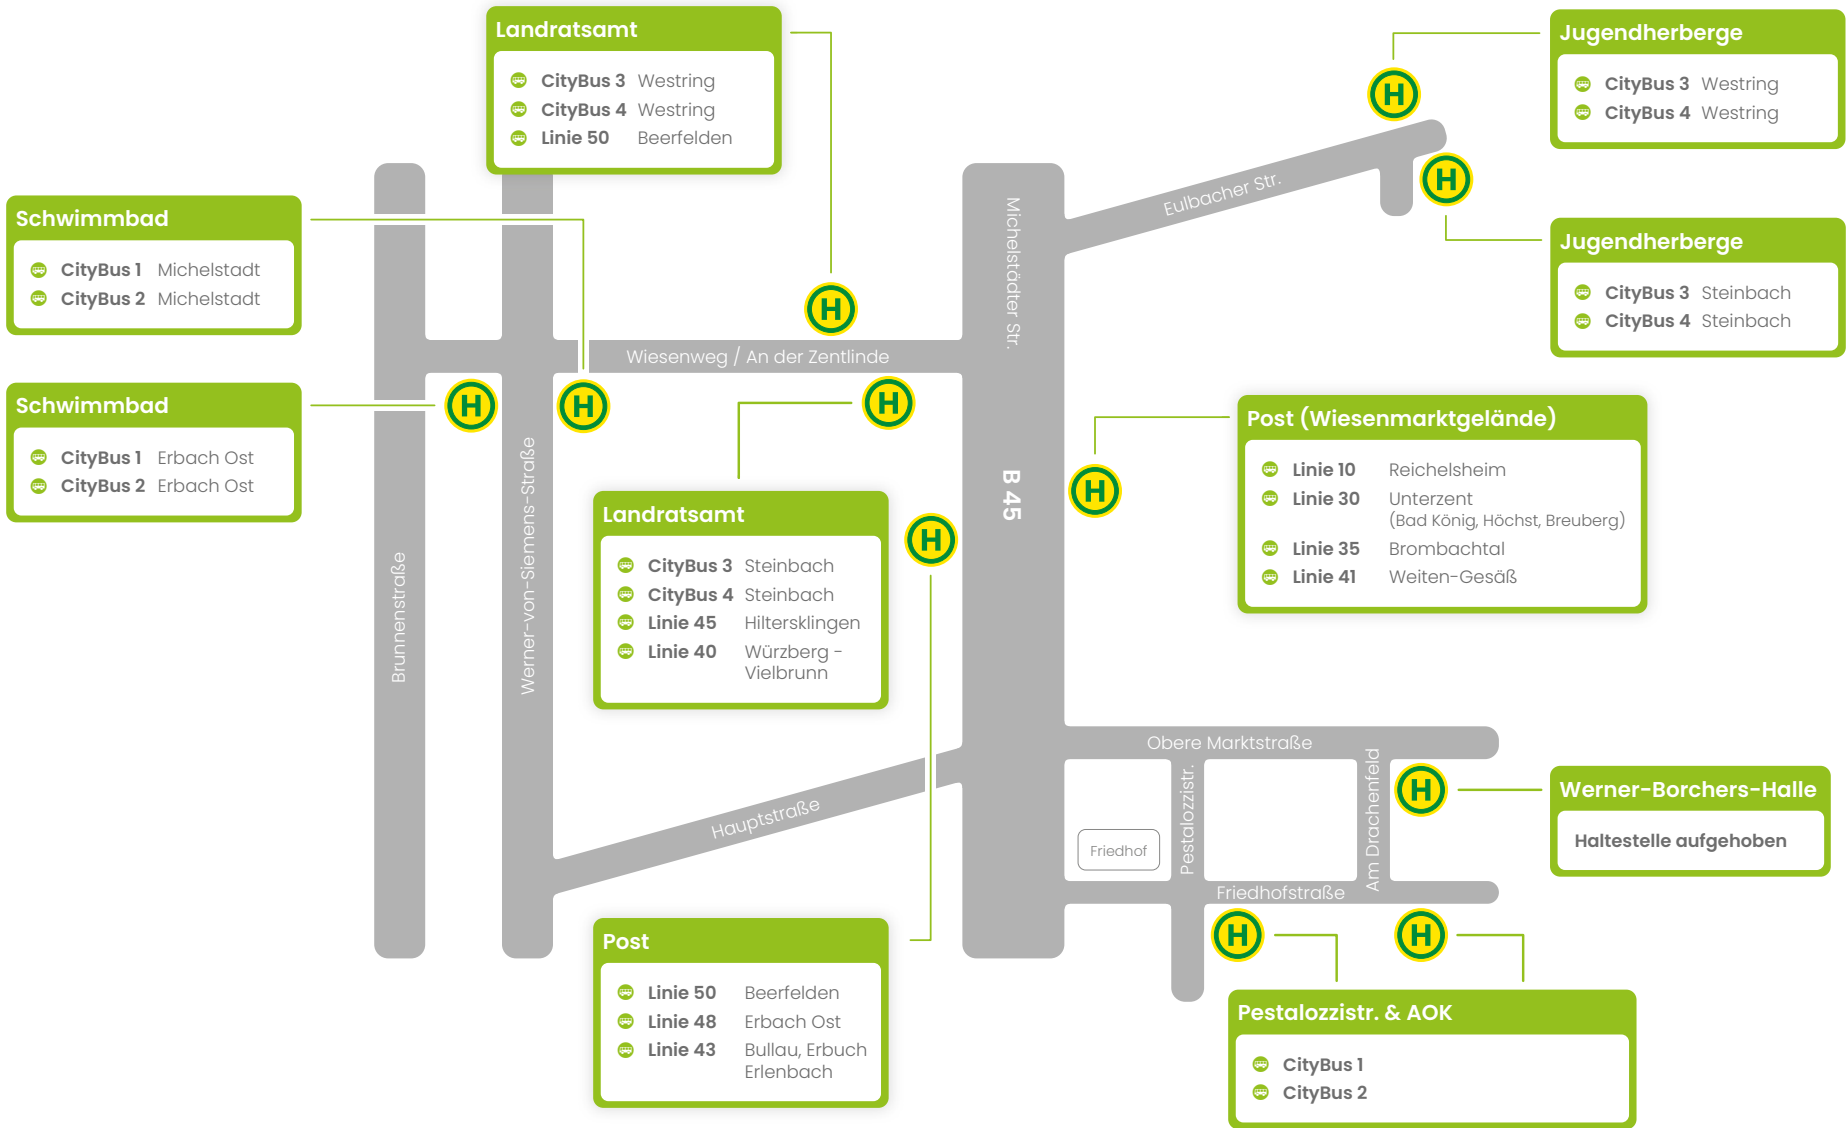 Landratsamt
CityBus 3 Westring
CityBus 4 Westring
Linie 50 Beerfelden
Jugendherberge
CityBus 3 Westring
CityBus 4 Westring
H
H
Eulbacher Str.
Michelstädter Str.
Schwimmbad
CityBus 1 Michelstadt
CityBus 2 Michelstadt
Jugendherberge
CityBus 3 Steinbach
CityBus 4 Steinbach
H
Wiesenweg / An der Zentlinde
Schwimmbad
CityBus 1 Erbach Ost
CityBus 2 Erbach Ost
H
H
H
Post (Wiesenmarktgelände)
Linie 10 Reichelsheim
Linie 30 Unterzent
(Bad König, Höchst, Breuberg)
Linie 35 Brombachtal
Linie 41 Weiten-Gesäß
H
B 45
Brunnenstraße
Werner-von-Siemens-Straße
Landratsamt
CityBus 3 Steinbach
CityBus 4 Steinbach
Linie 45 Hiltersklingen
Linie 40 Würzberg -
Vielbrunn
H
Hauptstraße
Obere Marktstraße
Pestalozzistr.
Am Drachenfeld
H
Friedhof
Friedhofstraße
Werner-Borchers-Halle
Haltestelle aufgehoben
H
H
Post
Linie 50 Beerfelden
Linie 48 Erbach Ost
Linie 43 Bullau, Erbuch
Erlenbach
Pestalozzistr. & AOK
CityBus 1
CityBus 2